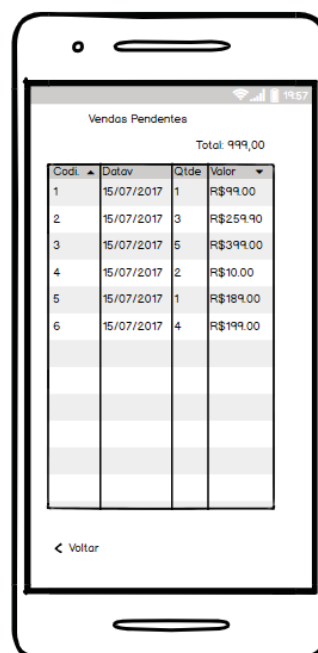 19:57
Vendas Pendentes
Total: 999,00
Codi. Datav Qtde Valor
1 15/07/2017 1 R$99.00
2 15/07/2017 3 R$259.90
3 15/07/2017 5 R$399.00
4 15/07/2017 2 R$10.00
5 15/07/2017 1 R$189.00
6 15/07/2017 4 R$199.00
Voltar